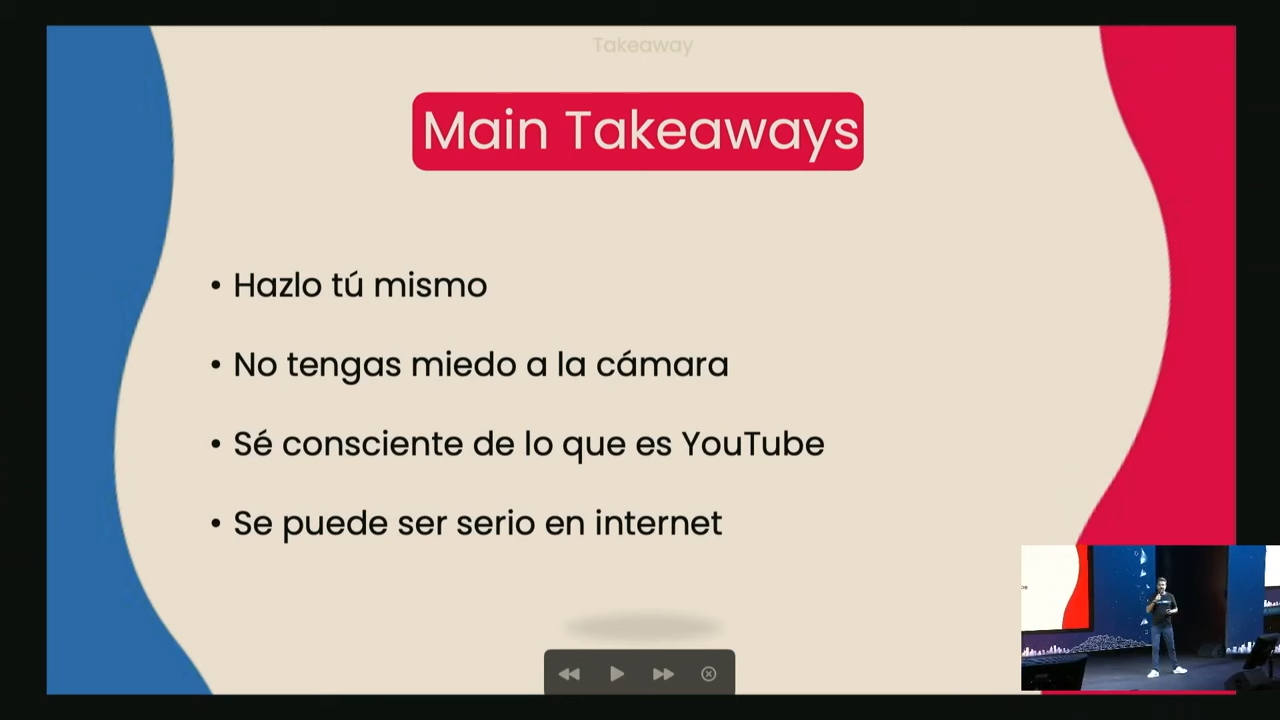 Takeaway
Main Takeaways
• Hazlo tú mismo
• No tengas miedo a la cámara
• Sé consciente de lo que es YouTube
• Se puede ser serio en internet